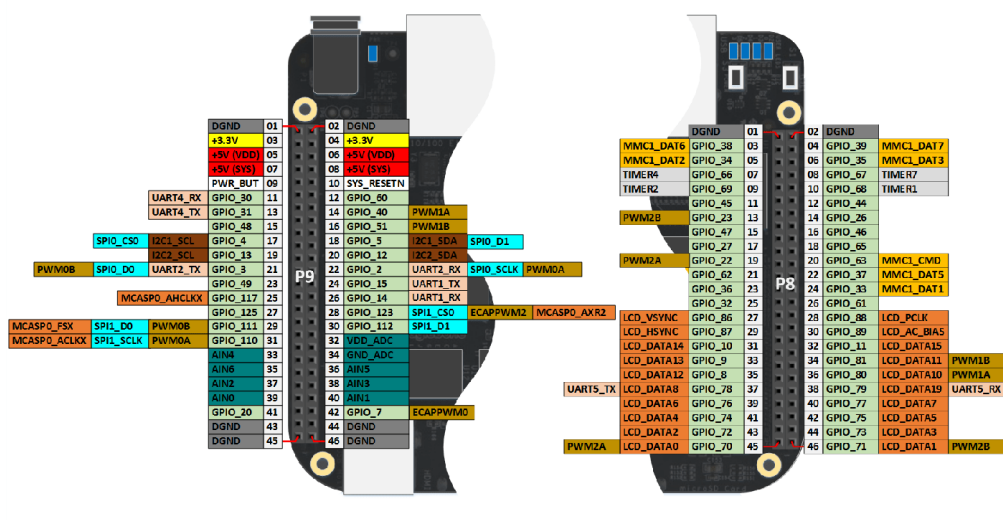 DGND 01 02 DGND
+3.3V 03 04 +3.3V
+5V (VDD) 05 06 +5V (VDD)
+5V (SYS) 07 08 +5V (SYS)
PWR_BUT 09 10 SYS_RESETN
UART4_RX GPIO_30 11 12 GPIO_60
UART4_TX GPIO_31 13 14 GPIO_40 PWM1A
GPIO_48 15 16 GPIO_51 PWM1B
SPI0_CS0 I2C1_SCL GPIO_4 17 18 GPIO_5 I2C1_SDA SPI0_D1
I2C2_SCL GPIO_13 19 20 GPIO_12 I2C2_SDA
PWM0B SPI0_D0 UART2_TX GPIO_3 21 22 GPIO_2 UART2_RX SPI0_SCLK PWM0A
GPIO_49 23 24 GPIO_15 UART1_TX
MCASP0_AHCLKX GPIO_117 25 26 GPIO_14 UART1_RX
GPIO_125 27 28 GPIO_123 SPI1_CS0 ECAPPWM2 MCASP0_AXR2
MCASP0_FSX SPI1_D0 PWM0B GPIO_111 29 30 GPIO_112 SPI1_D1
MCASP0_ACLKX SPI1_SCLK PWM0A GPIO_110 31 32 VDD_ADC
AIN4 33 34 GND_ADC
AIN6 35 36 AIN5
AIN2 37 38 AIN3
AIN0 39 40 AIN1
GPIO_20 41 42 GPIO_7 ECAPPWM0
DGND 43 44 DGND
DGND 45 46 DGND
P9
DGND 01 02 DGND
MMC1_DAT6 GPIO_38 03 04 GPIO_39 MMC1_DAT7
MMC1_DAT2 GPIO_34 05 06 GPIO_35 MMC1_DAT3
TIMER4 GPIO_66 07 08 GPIO_67 TIMER7
TIMER2 GPIO_69 09 10 GPIO_68 TIMER1
GPIO_45 11 12 GPIO_44
PWM2B GPIO_23 13 14 GPIO_26
GPIO_47 15 16 GPIO_46
GPIO_27 17 18 GPIO_65
PWM2A GPIO_22 19 20 GPIO_63 MMC1_CMD
GPIO_62 21 22 GPIO_37 MMC1_DAT5
GPIO_36 23 24 GPIO_33 MMC1_DAT1
GPIO_32 25 26 GPIO_61
LCD_VSYNC GPIO_86 27 28 GPIO_88 LCD_PCLK
LCD_HSYNC GPIO_87 29 30 GPIO_89 LCD_AC_BIAS
LCD_DATA14 GPIO_10 31 32 GPIO_11 LCD_DATA15
LCD_DATA13 GPIO_9 33 34 GPIO_81 LCD_DATA11 PWM1B
LCD_DATA12 GPIO_8 35 36 GPIO_80 LCD_DATA10 PWM1A
UART5_TX LCD_DATA8 GPIO_78 37 38 GPIO_79 LCD_DATA19 UART5_RX
LCD_DATA6 GPIO_76 39 40 GPIO_77 LCD_DATA7
LCD_DATA4 GPIO_74 41 42 GPIO_75 LCD_DATA5
LCD_DATA2 GPIO_72 43 44 GPIO_73 LCD_DATA3
PWM2A LCD_DATA0 GPIO_70 45 46 GPIO_71 LCD_DATA1 PWM2B
P8
HDMI
MicroSD Card